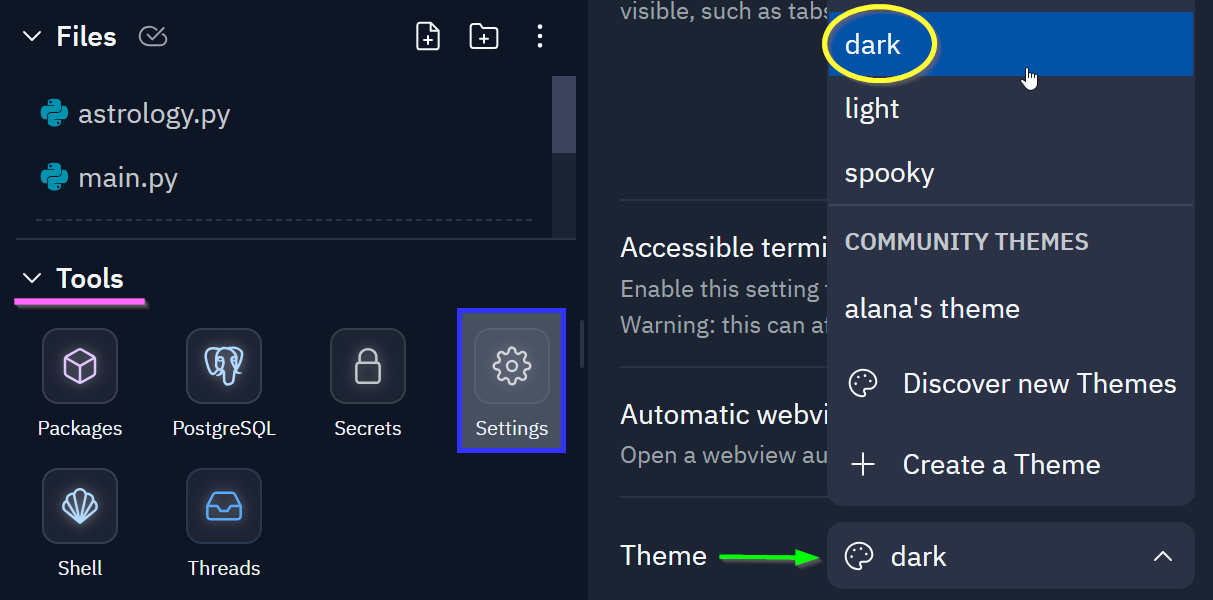 Files
astrology.py
main.py
Tools
Packages
PostgreSQL
Secrets
Settings
Shell
Threads
visible, such as tabs
dark
light
spooky
COMMUNITY THEMES
alana's theme
Discover new Themes
Create a Theme
Accessible termi
Enable this setting
Warning: this can af
Automatic webvi
Open a webview au
Theme
dark